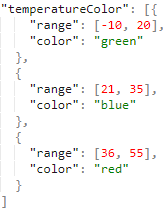 "temperatureColor": [{
"range": [-10, 20],
"color": "green"
},
{
"range": [21, 35],
"color": "blue"
},
{
"range": [36, 55],
"color": "red"
}
]